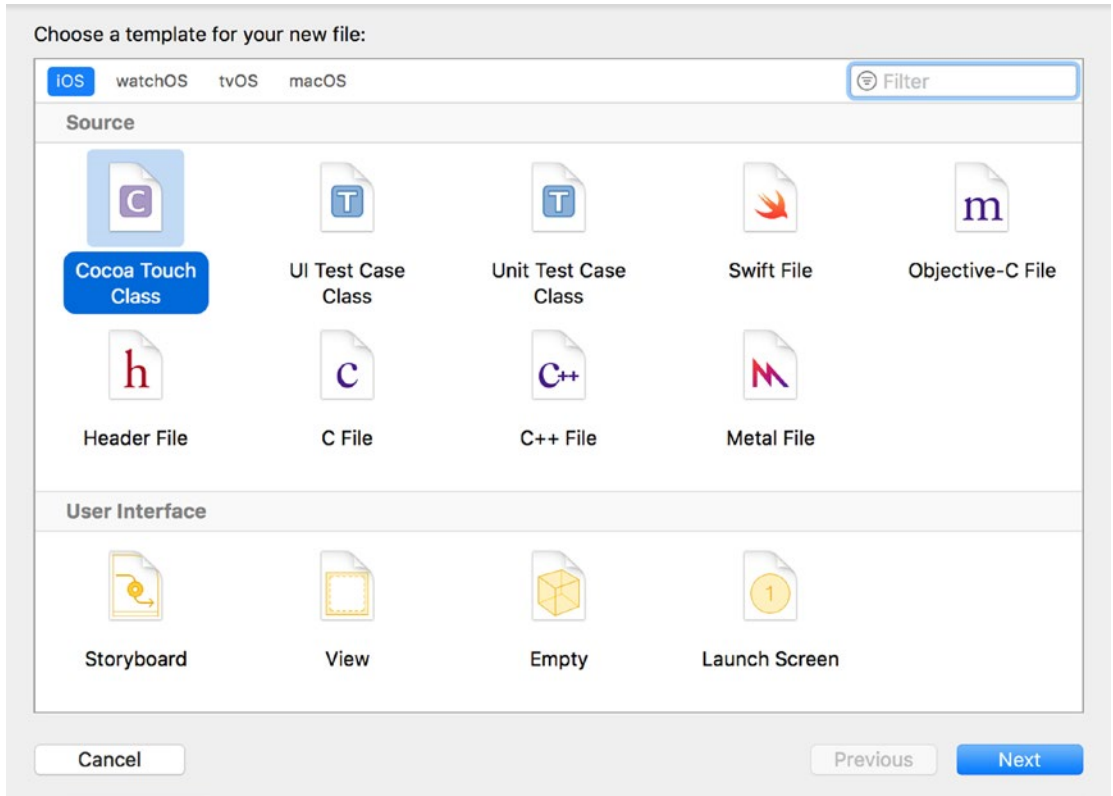 Choose a template for your new file:
iOS watchOS tvOS macOS Filter
Source
C T T m
Cocoa Touch Class UI Test Case Class Unit Test Case Class Swift File Objective-C File
h c C++
Header File C File C++ File Metal File
User Interface
1
Storyboard View Empty Launch Screen
Cancel Previous Next